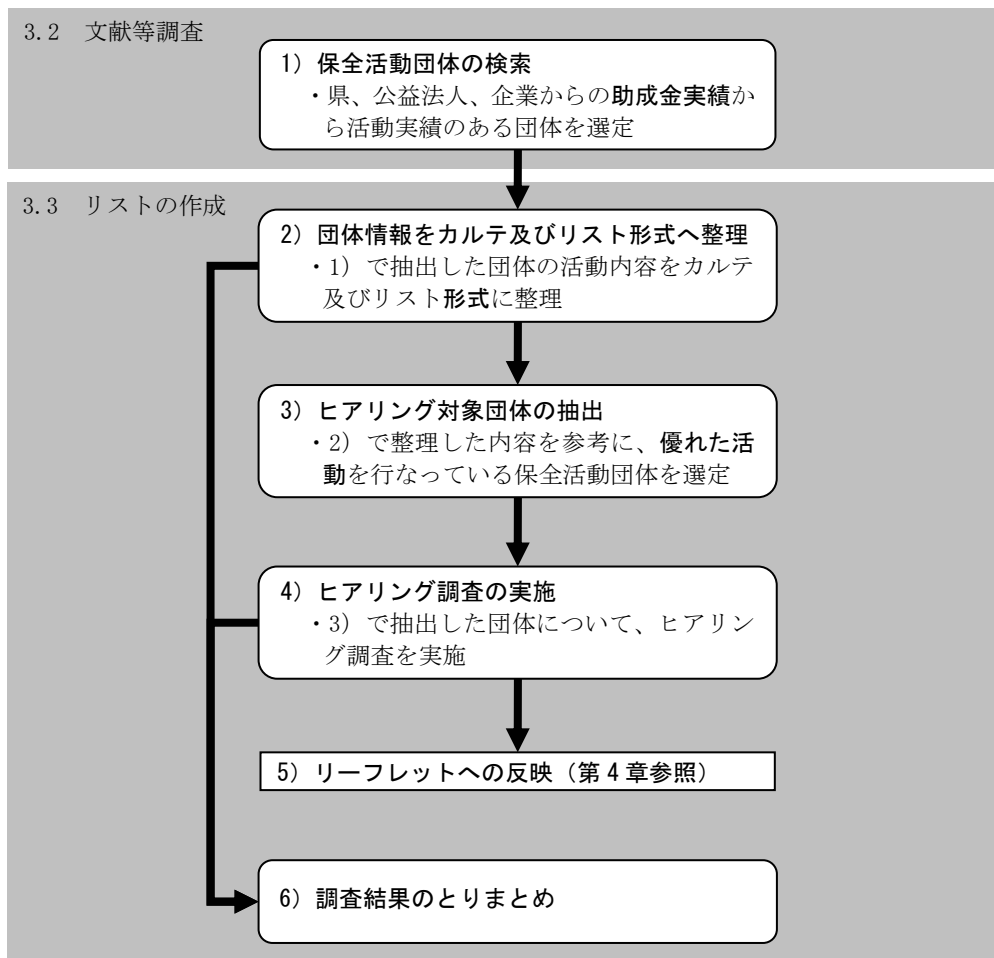 3.2 文献等調査
1) 保全活動団体の検索
・県、公益法人、企業からの助成金実績か
ら活動実績のある団体を選定
3.3 リストの作成
2) 団体情報をカルテ及びリスト形式へ整理
・1) で抽出した団体の活動内容をカルテ
及びリスト形式に整理
3) ヒアリング対象団体の抽出
・2) で整理した内容を参考に、優れた活
動を行なっている保全活動団体を選定
4) ヒアリング調査の実施
・3) で抽出した団体について、ヒアリン
グ調査を実施
5) リーフレットへの反映（第4章参照）
6) 調査結果のとりまとめ